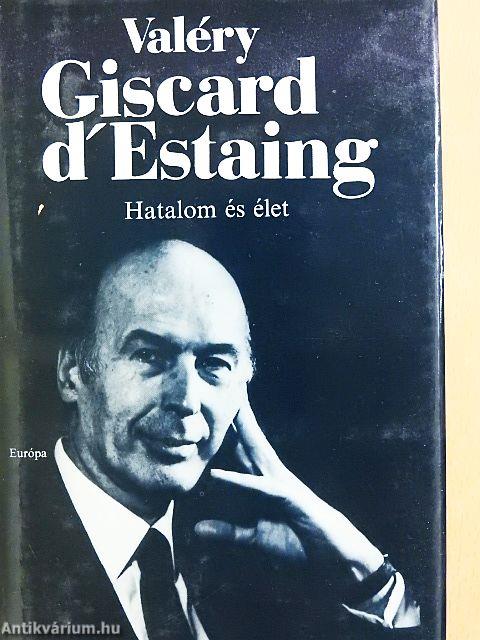 Valéry
Giscard
d'Estaing
Hatalom és élet
Európa
Antikvárium.hu